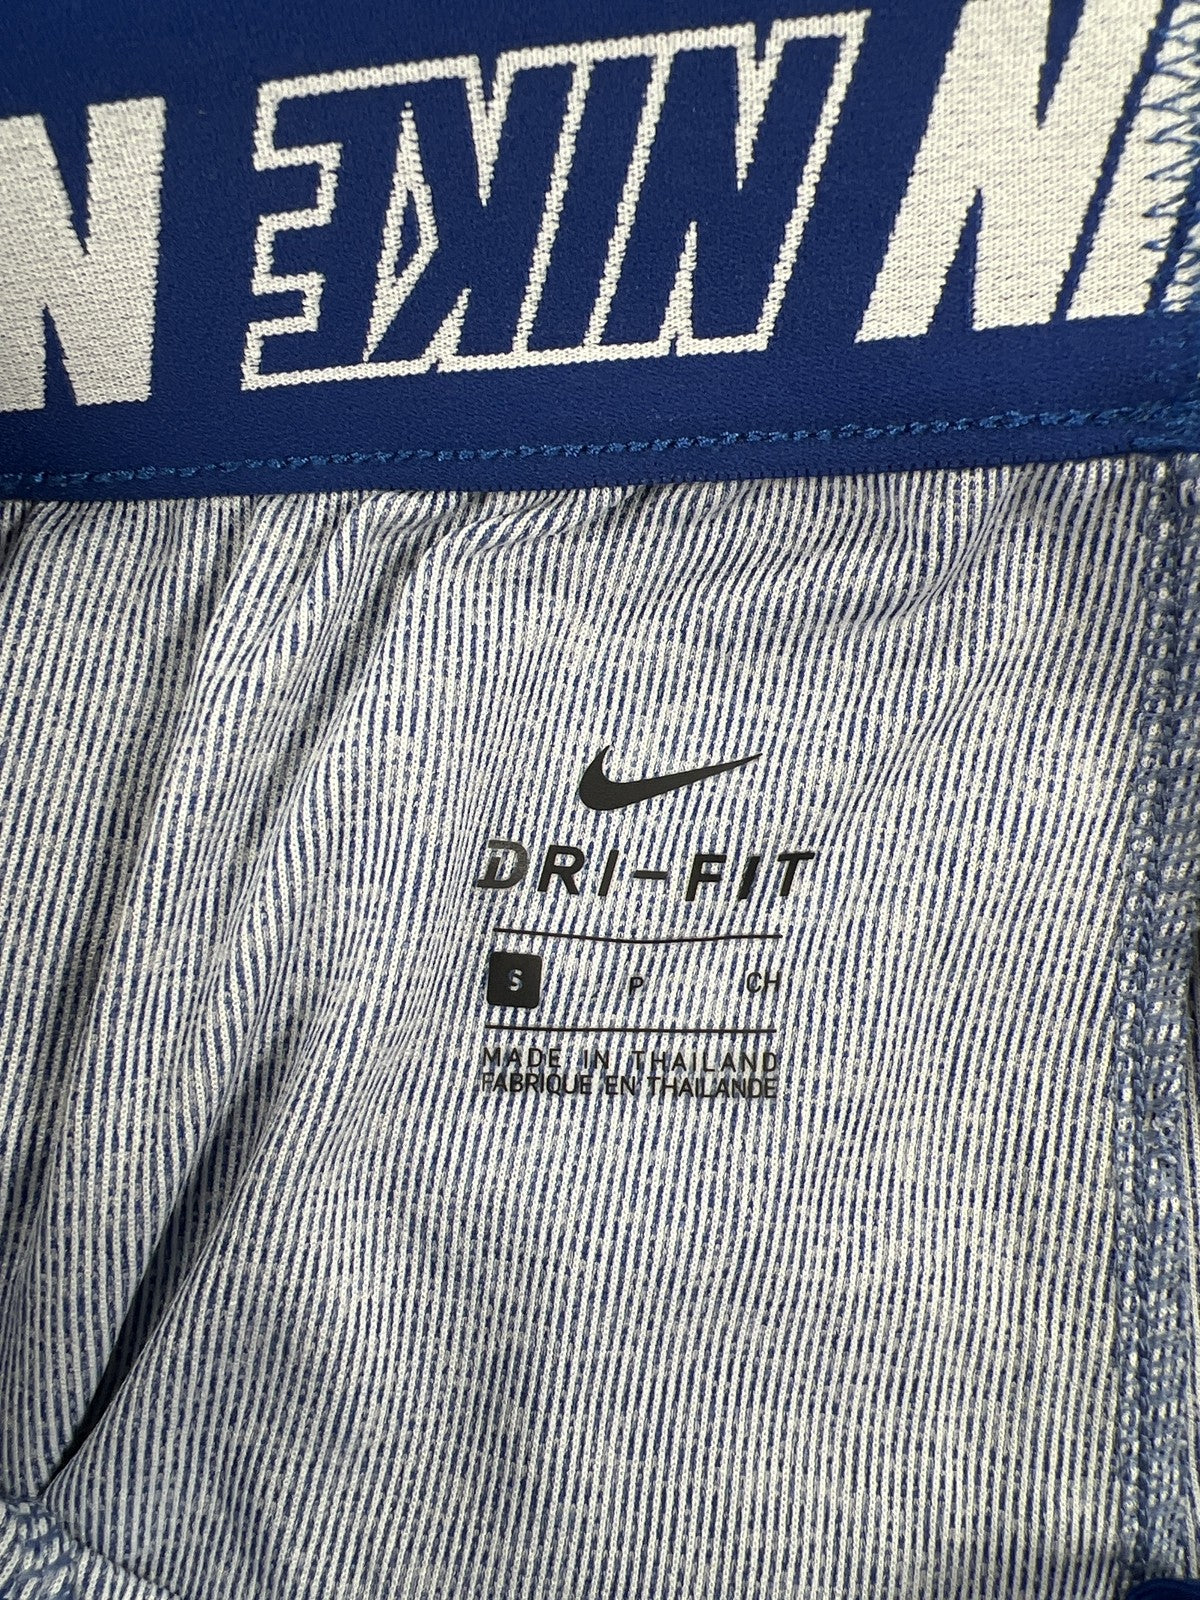 NIKE
DRI-FIT
S P CH
MADE IN THAILAND
FABRIQUE EN THAILANDE